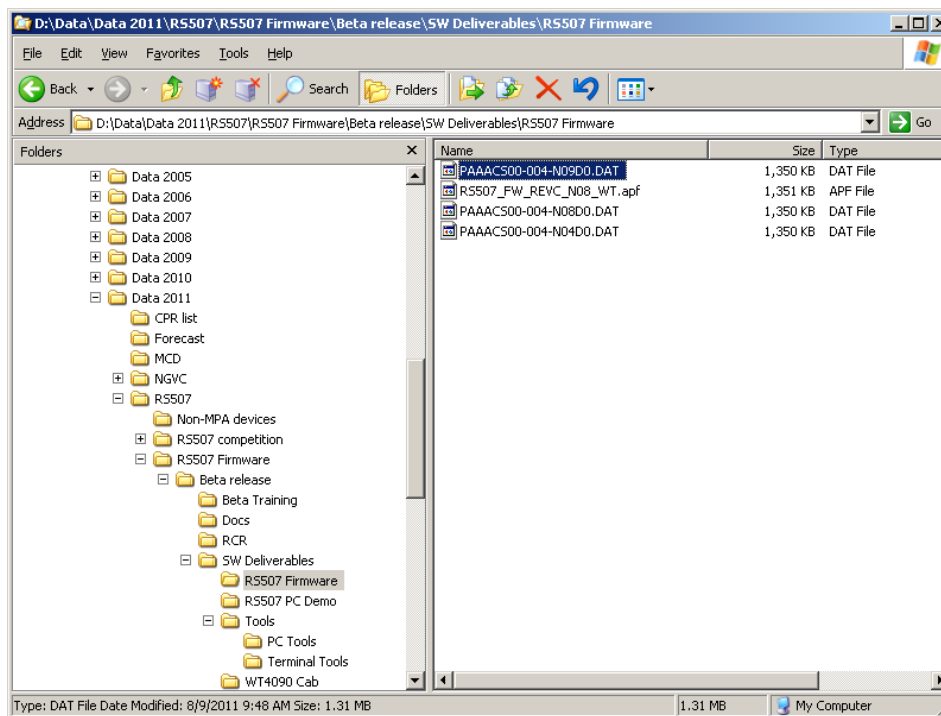 D:\Data\Data 2011\RS507\RS507 Firmware\Beta release\SW Deliverables\RS507 Firmware
File Edit View Favorites Tools Help
Back Search Folders
Address D:\Data\Data 2011\RS507\RS507 Firmware\Beta release\SW Deliverables\RS507 Firmware Go
Folders x
Data 2005
Data 2006
Data 2007
Data 2008
Data 2009
Data 2010
Data 2011
CPR list
Forecast
MCD
NGVC
RS507
Non-MPA devices
RS507 competition
RS507 Firmware
Beta release
Beta Training
Docs
RCR
SW Deliverables
RS507 Firmware
RS507 PC Demo
Tools
PC Tools
Terminal Tools
WT4090 Cab
Name Size Type
PAAACS00-004-N09D0.DAT 1,350 KB DAT File
RS507_FW_REVC_N08_WT.apf 1,351 KB APF File
PAAACS00-004-N08D0.DAT 1,350 KB DAT File
PAAACS00-004-N04D0.DAT 1,350 KB DAT File
Type: DAT File Date Modified: 8/9/2011 9:48 AM Size: 1.31 MB 1.31 MB My Computer